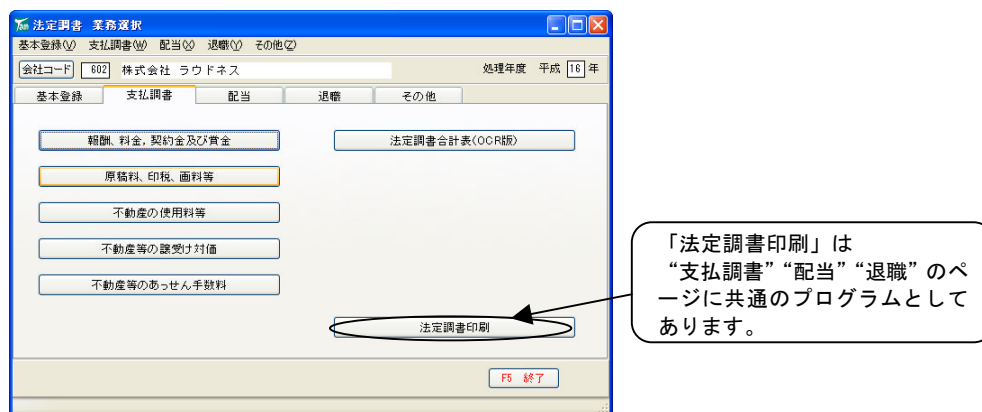 法定調書 業務選択
基本登録(V) 支払調書(W) 配当(X) 退職(Y) その他(Z)
会社コード 602 株式会社 ラウドネス 処理年度 平成 16 年
基本登録 支払調書 配当 退職 その他
報酬、料金，契約金及び賞金 法定調書合計表(OCR版)
原稿料、印税、画料等
不動産の使用料等
不動産等の譲受け対価
不動産等のあっせん手数料
法定調書印刷
F5 終了
「法定調書印刷」は
“支払調書”“配当”“退職”のペ
ージに共通のプログラムとして
あります。